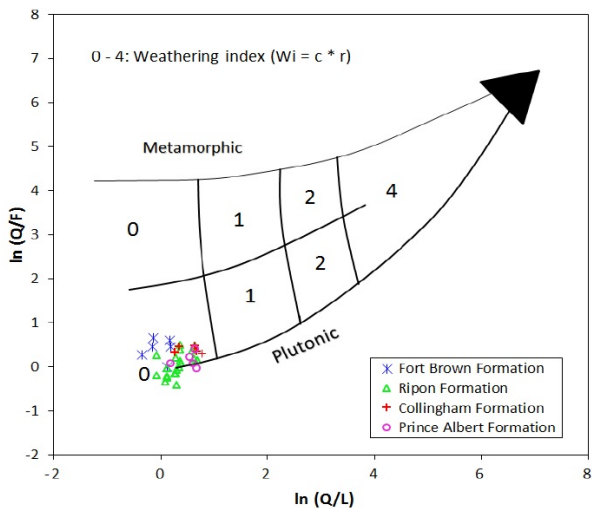 8
7
6
5
4
3
2
1
0
-1
-2
ln (Q/F)
0 - 4: Weathering index (Wi = c * r)
Metamorphic
0
1
2
4
1
2
0
Plutonic
Fort Brown Formation
Ripon Formation
Collingham Formation
Prince Albert Formation
-2 0 2 4 6 8
ln (Q/L)